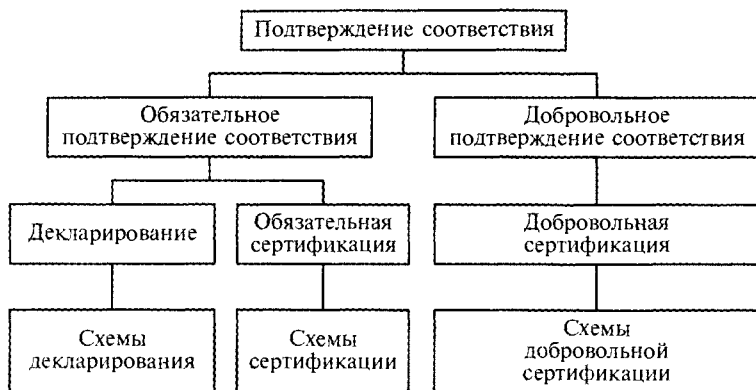 Подтверждение соответствия
Обязательное
подтверждение соответствия
Добровольное
подтверждение соответствия
Декларирование
Обязательная
сертификация
Добровольная
сертификация
Схемы
декларирования
Схемы
сертификации
Схемы
добровольной
сертификации